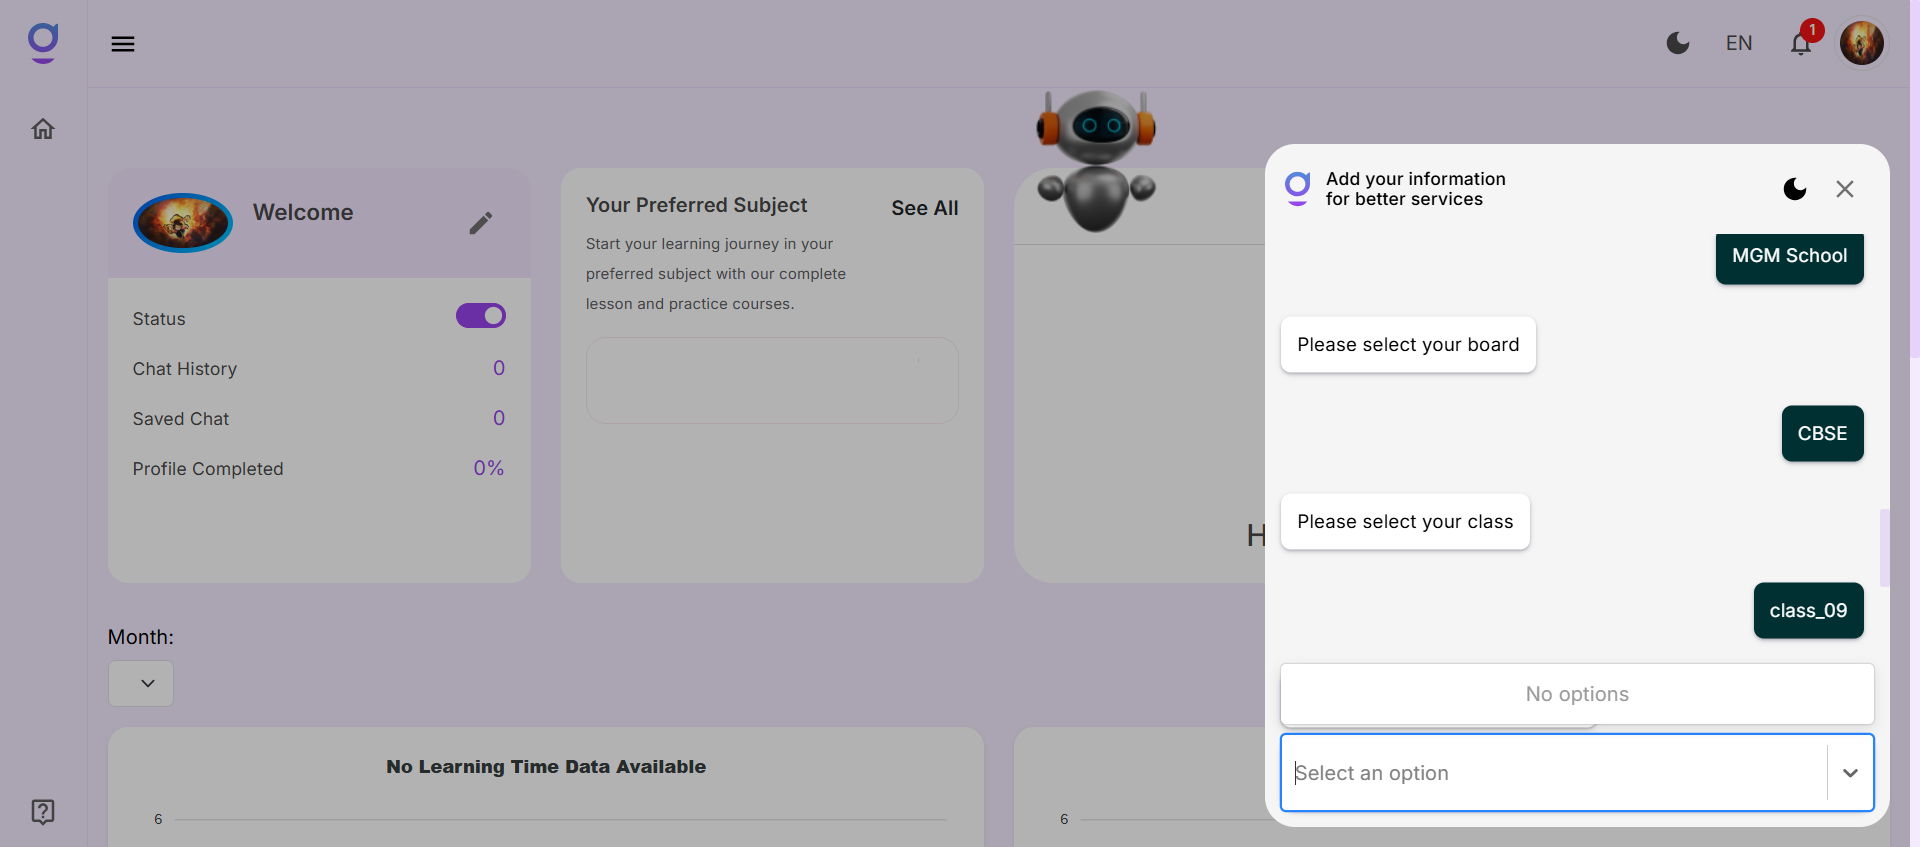 EN
1
Welcome
Status
Chat History
0
Saved Chat
0
Profile Completed
0%
Your Preferred Subject
See All
Start your learning journey in your
preferred subject with our complete
lesson and practice courses.
H
Month:
No Learning Time Data Available
6
6
Add your information
for better services
MGM School
Please select your board
CBSE
Please select your class
class_09
No options
Select an option